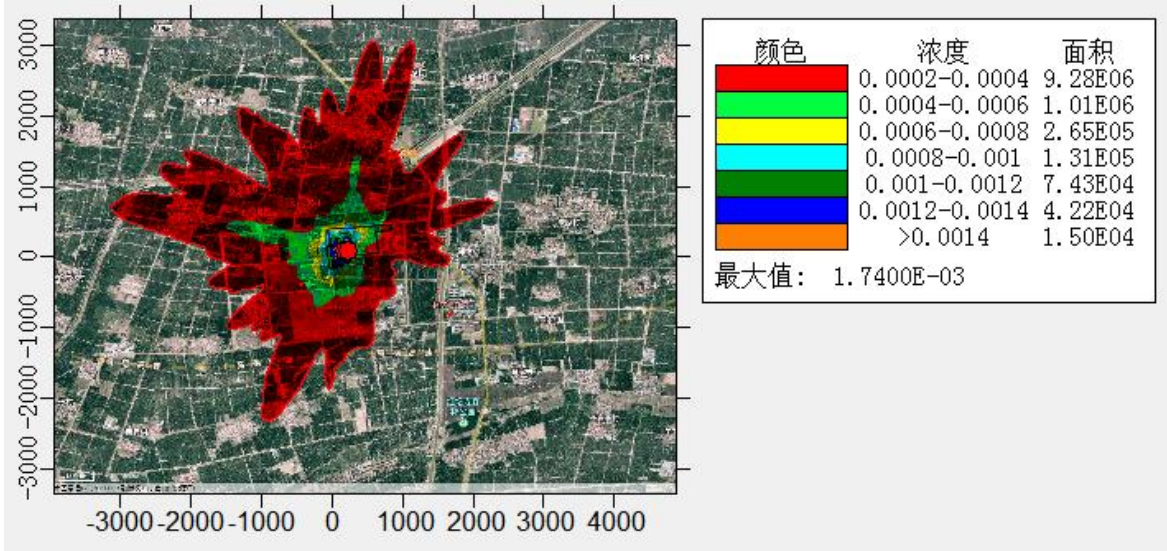 颜色 浓度 面积
0.0002-0.0004 9.28E06
0.0004-0.0006 1.01E06
0.0006-0.0008 2.65E05
0.0008-0.001 1.31E05
0.001-0.0012 7.43E04
0.0012-0.0014 4.22E04
>0.0014 1.50E04
最大值: 1.7400E-03
3000
2000
1000
0
-1000
-2000
-3000
-3000 -2000 -1000 0 1000 2000 3000 4000